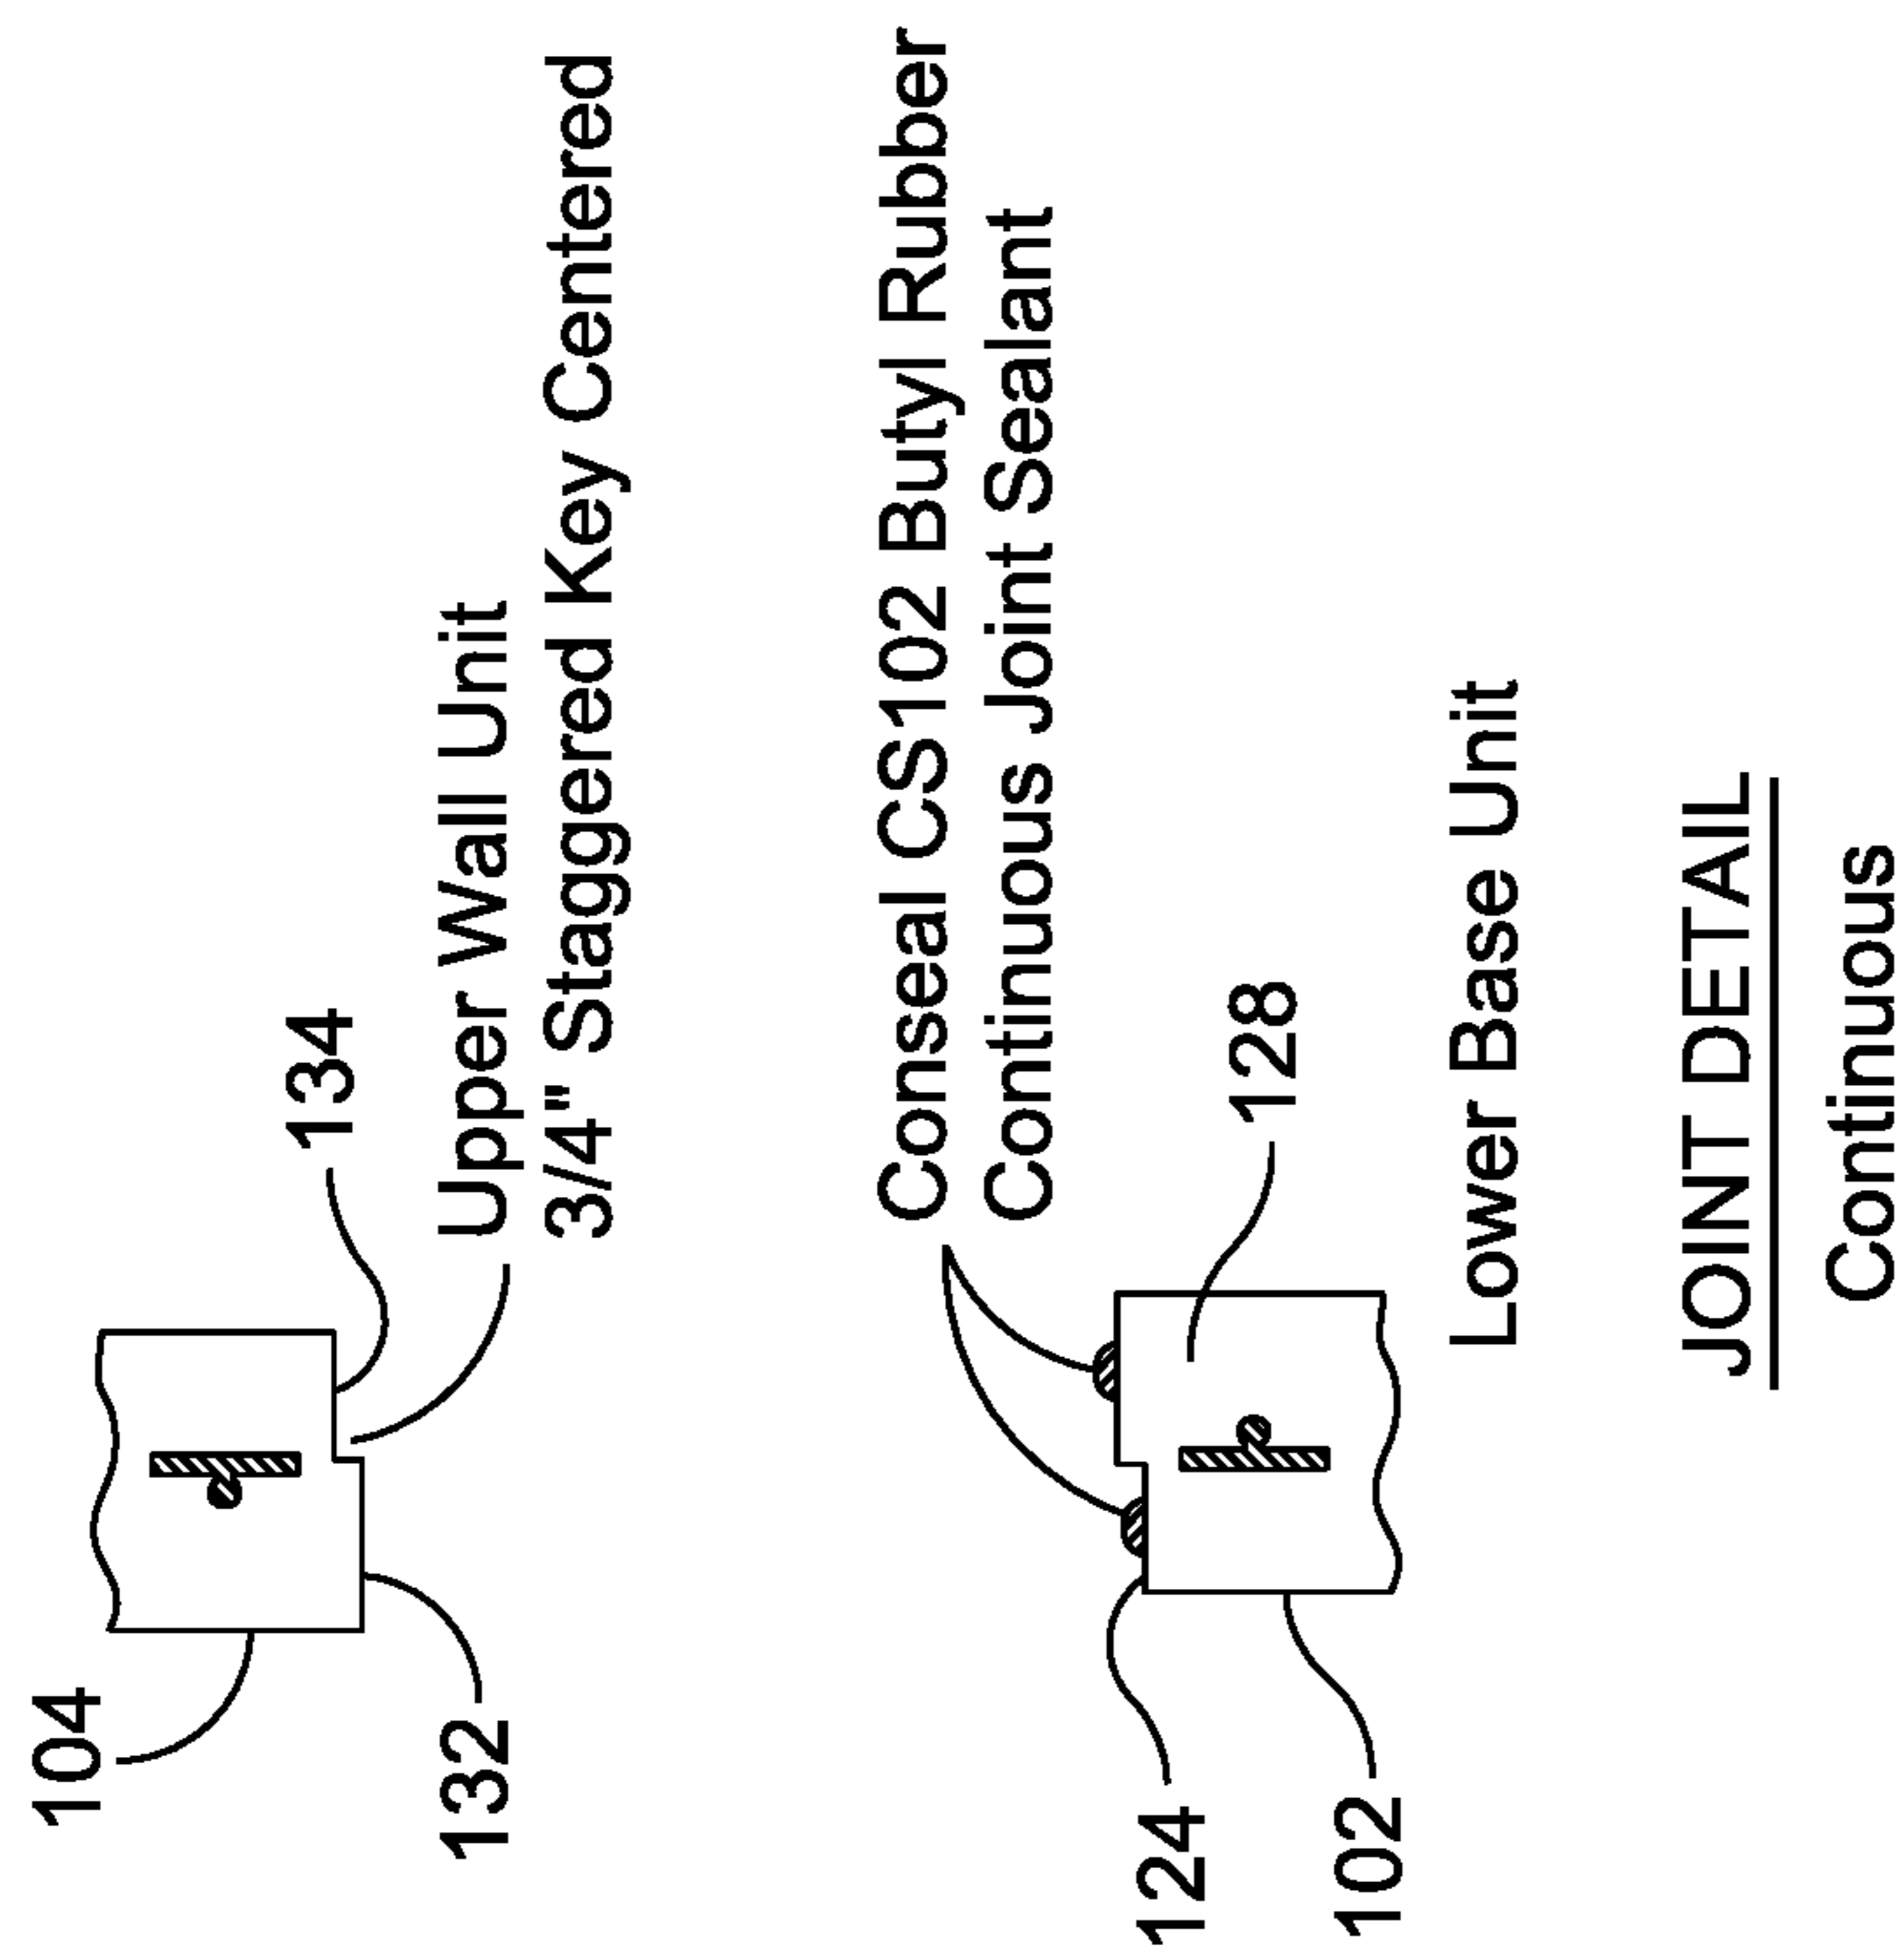 104
134
132
Upper Wall Unit
3/4" Staggered Key Centered
Conseal CS102 Butyl Rubber
Continuous Joint Sealant
124
128
102
Lower Base Unit
JOINT DETAIL
Continuous